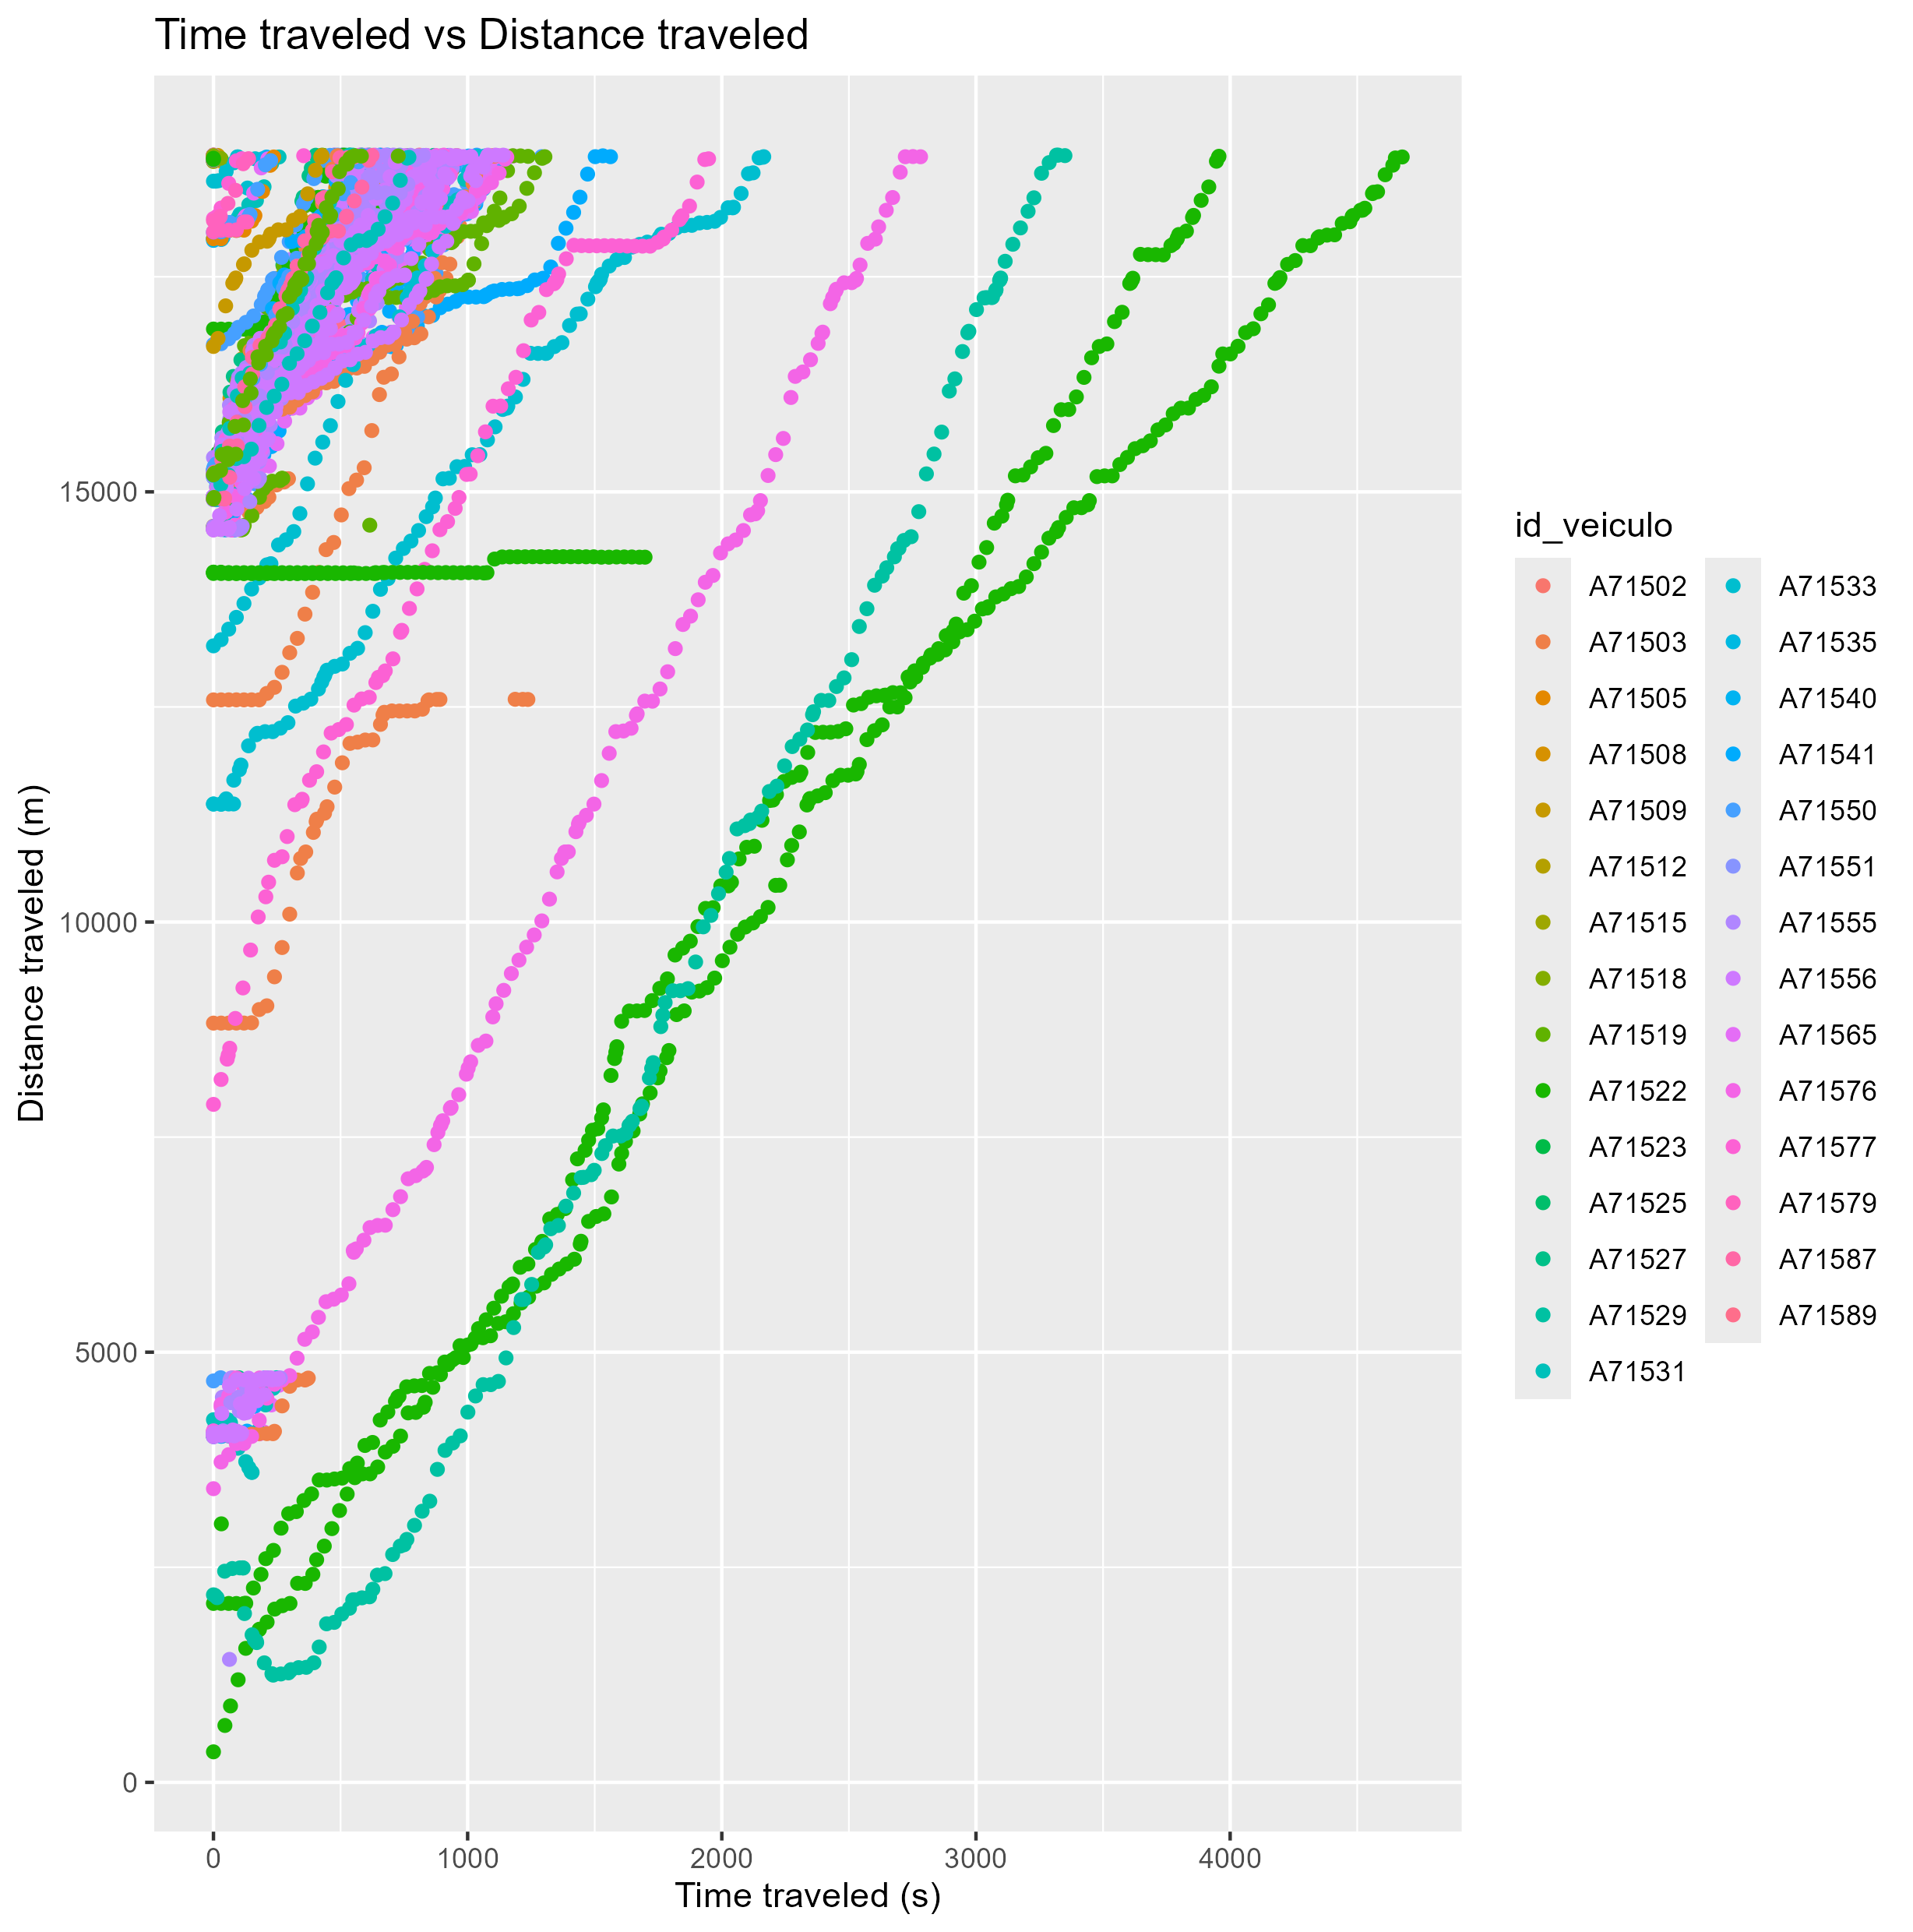 Time traveled vs Distance traveled
15000
10000
5000
0
Distance traveled (m)
0 1000 2000 3000 4000
Time traveled (s)
id_veiculo
A71502
A71503
A71505
A71508
A71509
A71512
A71515
A71518
A71519
A71522
A71523
A71525
A71527
A71529
A71531
A71533
A71535
A71540
A71541
A71550
A71551
A71555
A71556
A71565
A71576
A71577
A71579
A71587
A71589